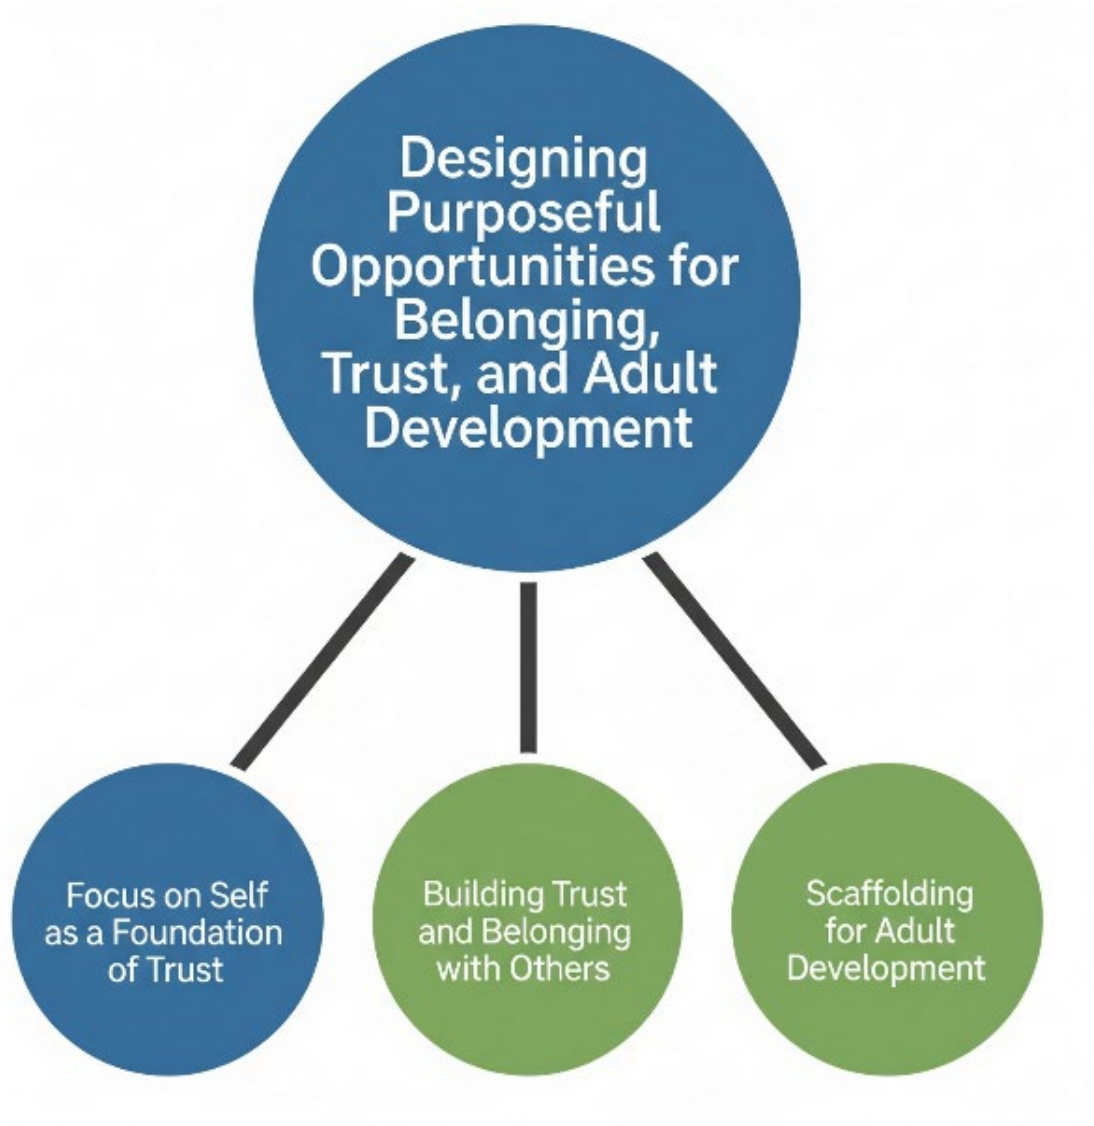 Designing
Purposeful
Opportunities for
Belonging,
Trust, and Adult
Development
Focus on Self
as a Foundation
of Trust
Building Trust
and Belonging
with Others
Scaffolding
for Adult
Development